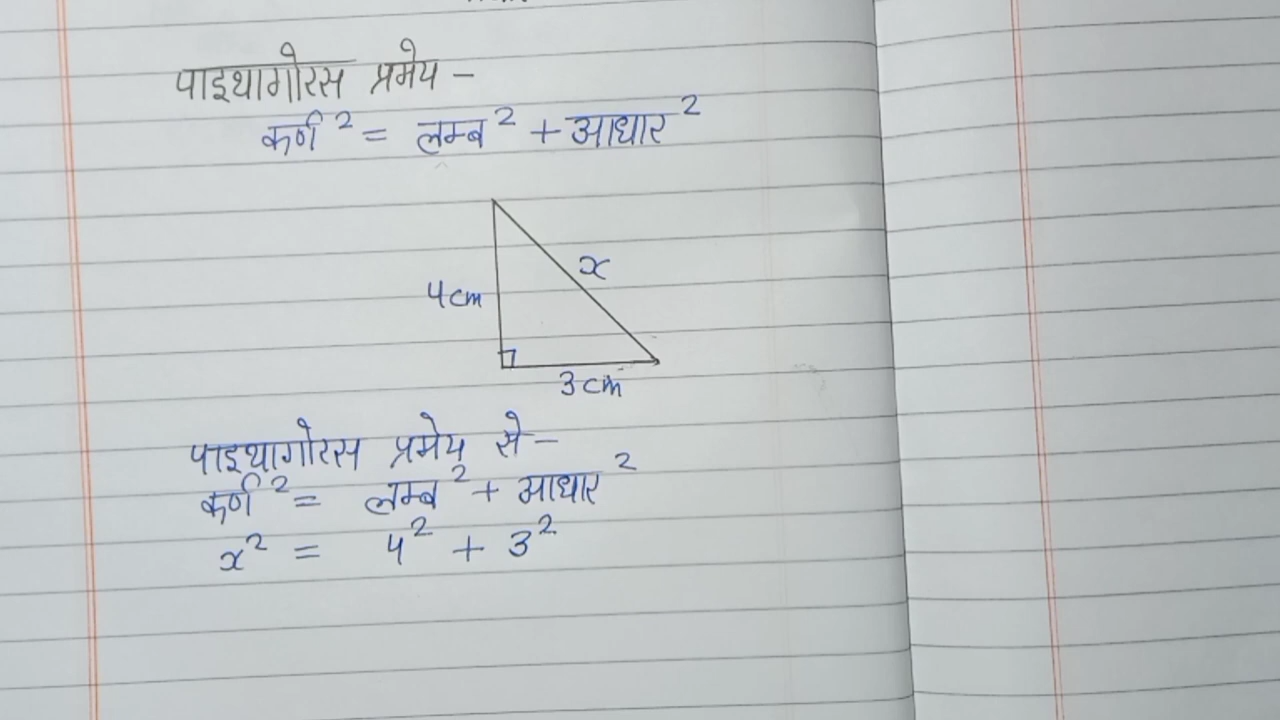 पाइथागोरस प्रमेय –
कर्ण² = लम्ब² + आधार²
x
4cm
3cm
पाइथागोरस प्रमेय से –
कर्ण² = लम्ब² + आधार²
x² = 4² + 3²